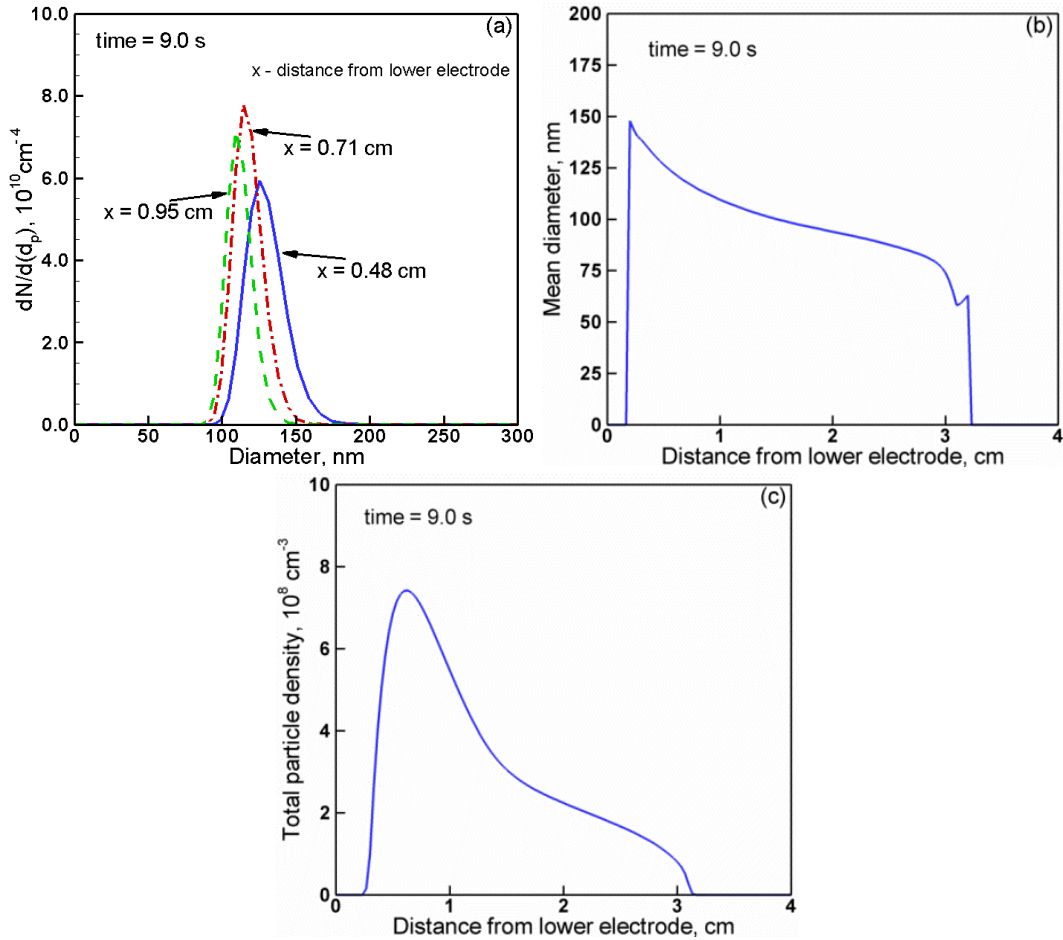 (a)
time = 9.0 s
x - distance from lower electrode
x = 0.71 cm
x = 0.95 cm
x = 0.48 cm
dN/d(dₚ), 10¹⁰cm⁻⁴
10.0
8.0
6.0
4.0
2.0
0.0
0 50 100 150 200 250 300
Diameter, nm
(b)
time = 9.0 s
Mean diameter, nm
200
175
150
125
100
75
50
25
0
0 1 2 3 4
Distance from lower electrode, cm
(c)
time = 9.0 s
Total particle density, 10⁸ cm⁻³
10
8
6
4
2
0
0 1 2 3 4
Distance from lower electrode, cm